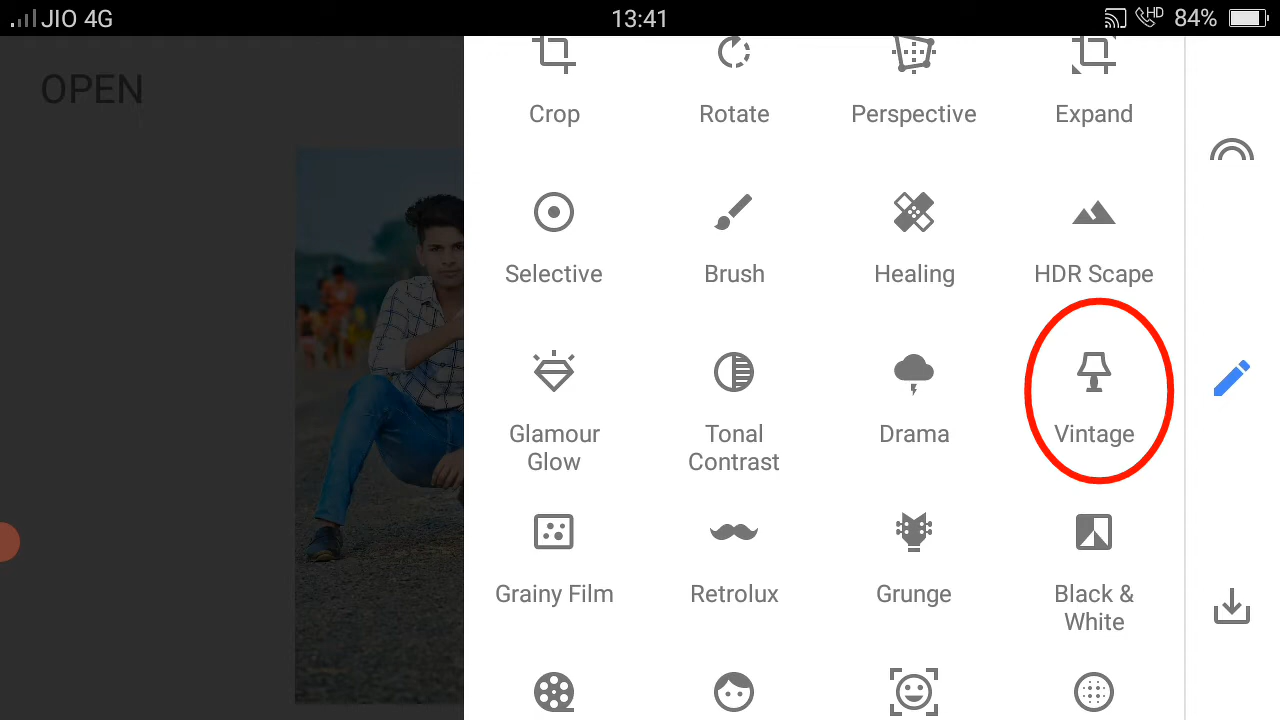 JIO 4G 13:41 HD 84%
OPEN
Crop Rotate Perspective Expand
Selective Brush Healing HDR Scape
Glamour Tonal Drama Vintage
Glow Contrast
Grainy Film Retrolux Grunge Black &
White